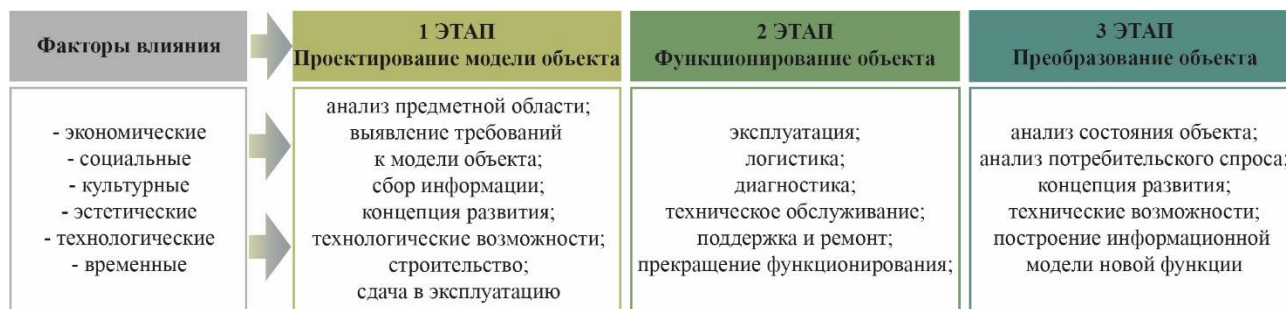 Факторы влияния
- экономические
- социальные
- культурные
- эстетические
- технологические
- временные
1 ЭТАП
Проектирование модели объекта
анализ предметной области;
выявление требований
к модели объекта;
сбор информации;
концепция развития;
технологические возможности;
строительство;
сдача в эксплуатацию
2 ЭТАП
Функционирование объекта
эксплуатация;
логистика;
диагностика;
техническое обслуживание;
поддержка и ремонт;
прекращение функционирования;
3 ЭТАП
Преобразование объекта
анализ состояния объекта;
анализ потребительского спроса;
концепция развития;
технические возможности;
построение информационной
модели новой функции